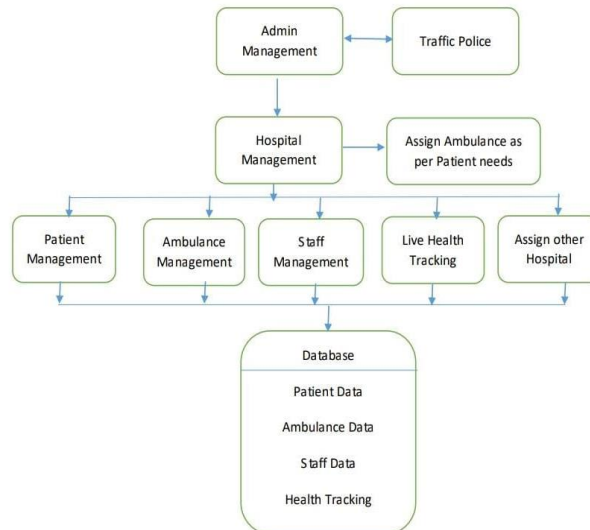 Admin
Management
Traffic Police
Hospital
Management
Assign Ambulance as
per Patient needs
Patient
Management
Ambulance
Management
Staff
Management
Live Health
Tracking
Assign other
Hospital
Database
Patient Data
Ambulance Data
Staff Data
Health Tracking